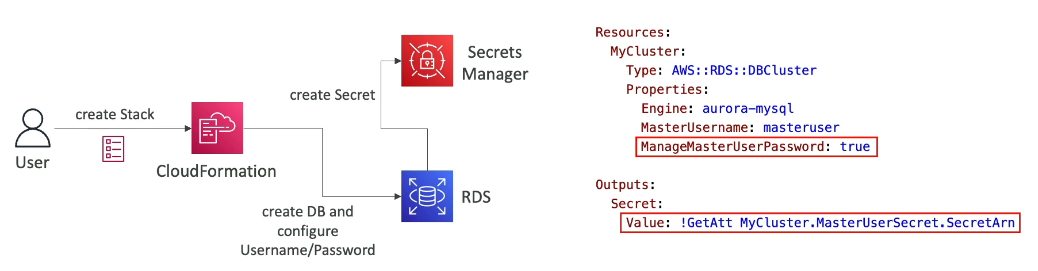 User
create Stack
CloudFormation
create DB and
configure
Username/Password
RDS
create Secret
Secrets
Manager
Resources:
  MyCluster:
    Type: AWS::RDS::DBCluster
    Properties:
      Engine: aurora-mysql
      MasterUsername: masteruser
      ManageMasterUserPassword: true
Outputs:
  Secret:
    Value: !GetAtt MyCluster.MasterUserSecret.SecretArn